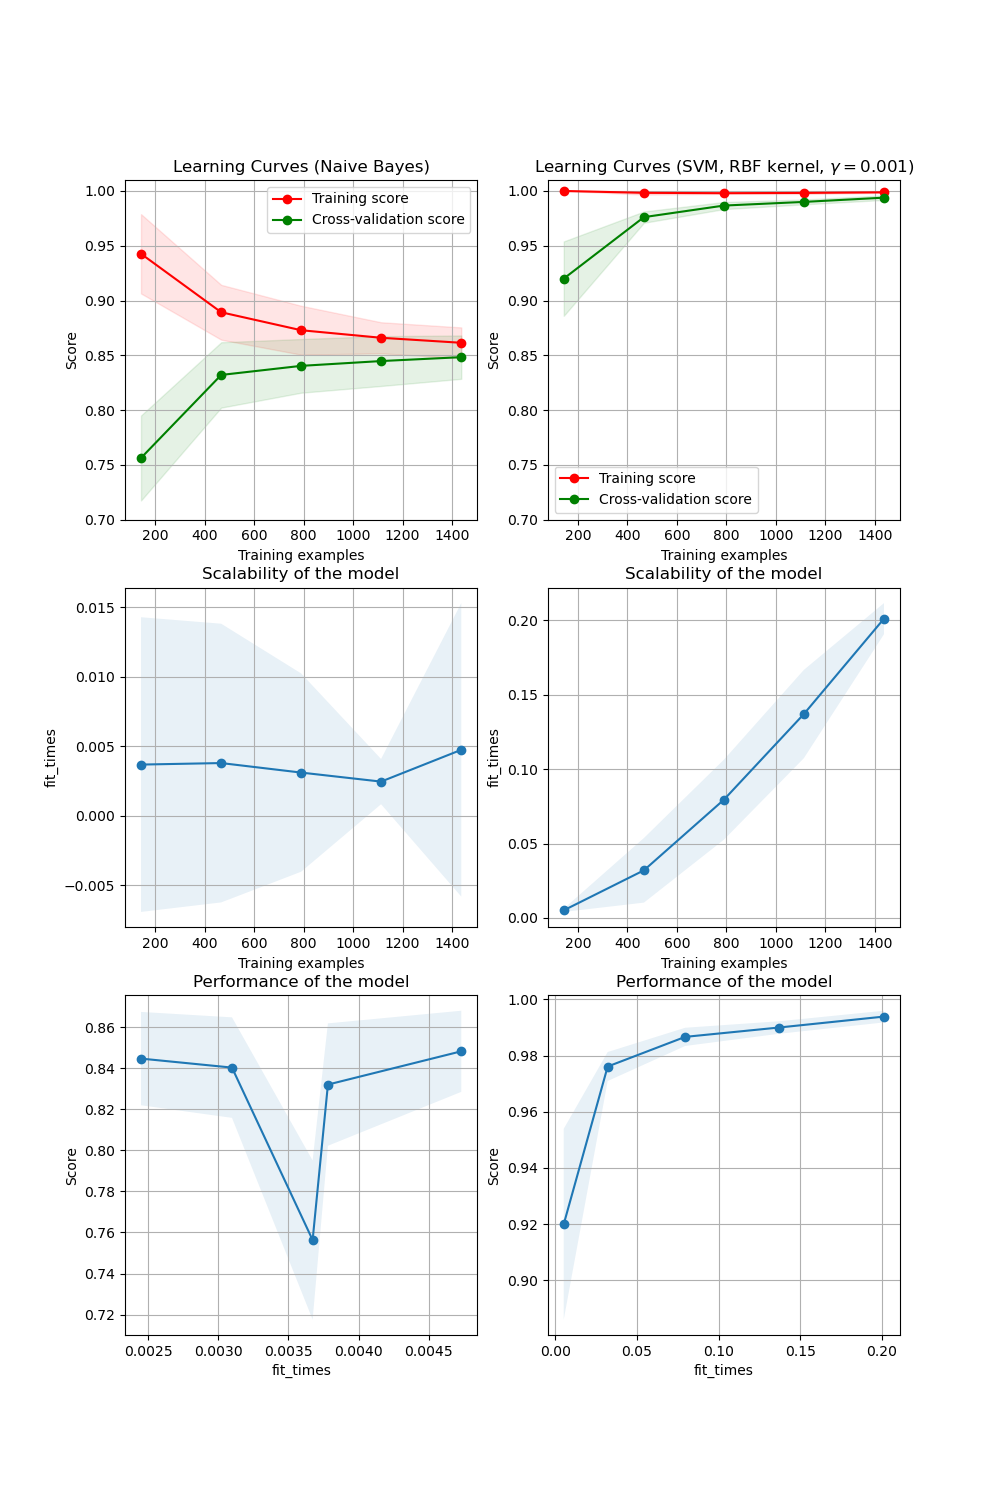 Learning Curves (Naive Bayes)
1.00
0.95
0.90
0.85
0.80
0.75
0.70
Score
Training score
Cross-validation score
200 400 600 800 1000 1200 1400
Training examples
Learning Curves (SVM, RBF kernel, γ = 0.001)
1.00
0.95
0.90
0.85
0.80
0.75
0.70
Score
Training score
Cross-validation score
200 400 600 800 1000 1200 1400
Training examples
Scalability of the model
0.015
0.010
0.005
0.000
−0.005
fit_times
200 400 600 800 1000 1200 1400
Training examples
Scalability of the model
0.20
0.15
0.10
0.05
0.00
fit_times
200 400 600 800 1000 1200 1400
Training examples
Performance of the model
0.86
0.84
0.82
0.80
0.78
0.76
0.74
0.72
Score
0.0025 0.0030 0.0035 0.0040 0.0045
fit_times
Performance of the model
1.00
0.98
0.96
0.94
0.92
0.90
Score
0.00 0.05 0.10 0.15 0.20
fit_times